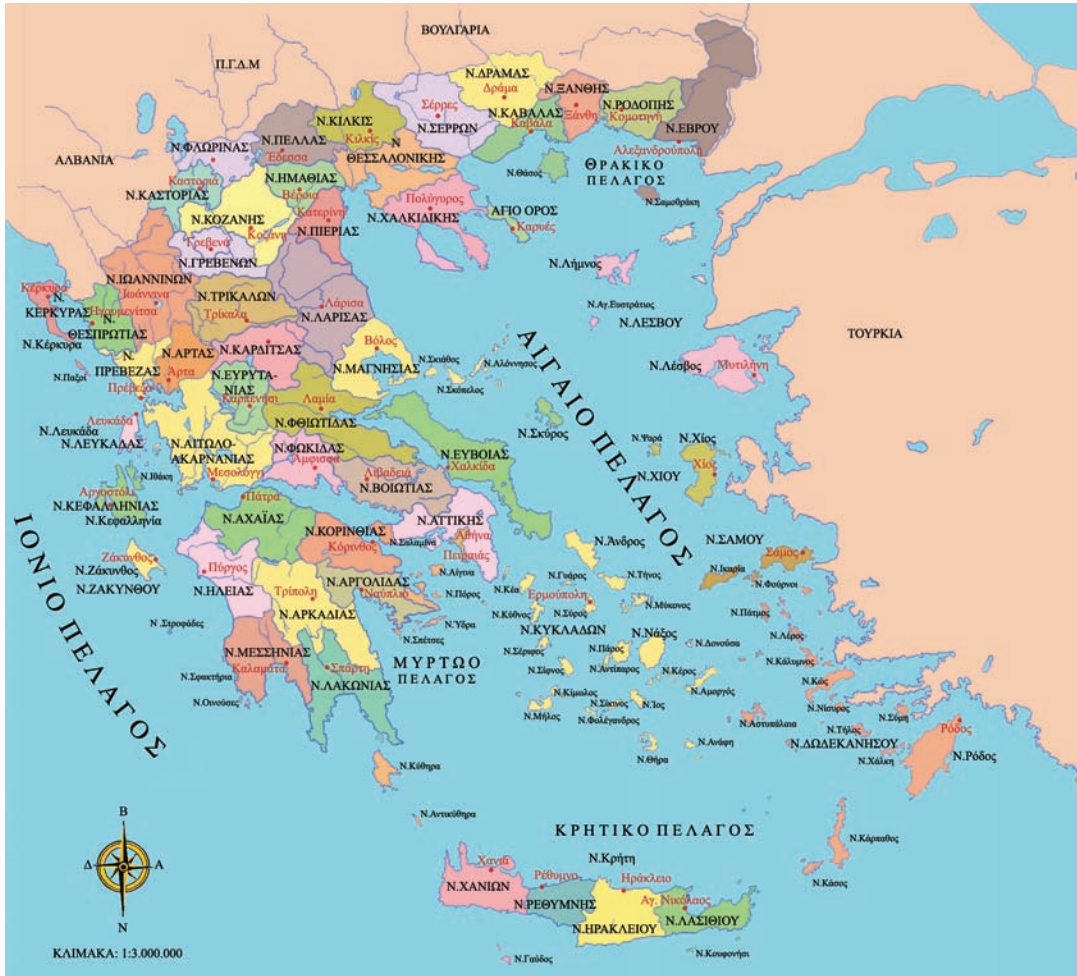 ΒΟΥΛΓΑΡΙΑ
Π.Γ.Δ.Μ
ΑΛΒΑΝΙΑ
ΤΟΥΡΚΙΑ
Ν.ΔΡΑΜΑΣ
Δράμα
Ν.ΞΑΝΘΗΣ
Ξάνθη
Ν.ΡΟΔΟΠΗΣ
Κομοτηνή
Ν.ΕΒΡΟΥ
Αλεξανδρούπολη
Σέρρες
Ν.ΣΕΡΡΩΝ
Ν.ΚΑΒΑΛΑΣ
Καβάλα
Ν.ΚΙΛΚΙΣ
Κιλκίς
Ν.ΠΕΛΛΑΣ
Έδεσσα
Ν
ΘΕΣΣΑΛΟΝΙΚΗΣ
Ν.ΦΛΩΡΙΝΑΣ
Καστοριά
Ν.ΚΑΣΤΟΡΙΑΣ
Ν.ΗΜΑΘΙΑΣ
Βέροια
Ν.ΚΟΖΑΝΗΣ
Κοζάνη
Κατερίνη
Ν.ΠΙΕΡΙΑΣ
Πολύγυρος
Ν.ΧΑΛΚΙΔΙΚΗΣ
ΑΓΙΟ ΟΡΟΣ
Καρυές
Ν.Θάσος
ΘΡΑΚΙΚΟ
ΠΕΛΑΓΟΣ
Ν.Σαμοθράκη
Γρεβενά
Ν.ΓΡΕΒΕΝΩΝ
Ν.ΙΩΑΝΝΙΝΩΝ
Ιωάννινα
Κέρκυρα
Ν.
ΚΕΡΚΥΡΑΣ
Ν.Κέρκυρα
Ηγουμενίτσα
Ν.
ΘΕΣΠΡΩΤΙΑΣ
Ν.Παξοί
Ν.ΤΡΙΚΑΛΩΝ
Τρίκαλα
Λάρισα
Ν.ΛΑΡΙΣΑΣ
Ν.Λήμνος
Ν.Αγ.Ευστράτιος
Ν.ΛΕΣΒΟΥ
Ν.Λέσβος
Μυτιλήνη
Ν.ΑΡΤΑΣ
Άρτα
Ν.
ΠΡΕΒΕΖΑΣ
Πρέβεζα
Ν.ΚΑΡΔΙΤΣΑΣ
Βόλος
Ν.ΜΑΓΝΗΣΙΑΣ
Ν.Σκιάθος
Ν.Αλόννησος
Ν.Σκόπελος
Ν.ΕΥΡΥΤΑ-
ΝΙΑΣ
Καρπενήσι
Λαμία
Ν.ΦΘΙΩΤΙΔΑΣ
Λευκάδα
Ν.Λευκάδα
Ν.ΛΕΥΚΑΔΑΣ
Ν.ΑΙΤΩΛΟ-
ΑΚΑΡΝΑΝΙΑΣ
Μεσολόγγι
Ν.ΦΩΚΙΔΑΣ
Άμφισσα
Λιβαδειά
Ν.ΒΟΙΩΤΙΑΣ
Ν.ΕΥΒΟΙΑΣ
Χαλκίδα
Ν.Σκύρος
ΑΙΓΑΙΟ ΠΕΛΑΓΟΣ
Ν.Ψαρά
Ν.Χίος
Χίος
Ν.ΧΙΟΥ
Ν.Ιθάκη
Αργοστόλι
Ν.ΚΕΦΑΛΛΗΝΙΑΣ
Ν.Κεφαλληνία
Πάτρα
Ν.ΑΧΑΪΑΣ
Ν.ΚΟΡΙΝΘΙΑΣ
Κόρινθος
Ν.ΑΤΤΙΚΗΣ
Αθήνα
Πειραιάς
Ν.Σαλαμίνα
Ν.Αίγινα
Ν.Πόρος
Ν.Ύδρα
Ν.Σπέτσες
Ζάκυνθος
Ν.Ζάκυνθος
Ν.ΖΑΚΥΝΘΟΥ
Πύργος
Ν.ΗΛΕΙΑΣ
Ν.ΑΡΓΟΛΙΔΑΣ
Ναύπλιο
Τρίπολη
Ν.ΑΡΚΑΔΙΑΣ
Ν.Στροφάδες
Ν.ΜΕΣΣΗΝΙΑΣ
Καλαμάτα
Σπάρτη
Ν.ΛΑΚΩΝΙΑΣ
Ν.Σφακτήρια
Ν.Οινούσες
ΙΟΝΙΟ ΠΕΛΑΓΟΣ
ΜΥΡΤΩΟ
ΠΕΛΑΓΟΣ
Ν.Άνδρος
Ν.Γυάρος
Ν.Τήνος
Ν.Κέα
Ερμούπολη
Ν.Σύρος
Ν.Μύκονος
Ν.Κύθνος
Ν.ΚΥΚΛΑΔΩΝ
Ν.Σέριφος
Ν.Πάρος
Ν.Νάξος
Ν.Δονούσα
Ν.Σίφνος
Ν.Αντίπαρος
Ν.Κέρος
Ν.Αμοργός
Ν.Κίμωλος
Ν.Σίκινος
Ν.Ίος
Ν.Μήλος
Ν.Φολέγανδρος
Ν.Ανάφη
Ν.Θήρα
Ν.ΣΑΜΟΥ
Σάμος
Ν.Ικαρία
Ν.Φούρνοι
Ν.Πάτμος
Ν.Λέρος
Ν.Κάλυμνος
Ν.Κώς
Ν.Νίσυρος
Ν.Αστυπάλαια
Ν.Σύμη
Ν.Τήλος
Ν.ΔΩΔΕΚΑΝΗΣΟΥ
Ν.Χάλκη
Ρόδος
Ν.Ρόδος
Ν.Κάρπαθος
Ν.Κάσος
Ν.Κύθηρα
Ν.Αντικύθηρα
ΚΡΗΤΙΚΟ ΠΕΛΑΓΟΣ
Ν.Κρήτη
Χανιά
Ν.ΧΑΝΙΩΝ
Ρέθυμνο
Ν.ΡΕΘΥΜΝΗΣ
Ηράκλειο
Ν.ΗΡΑΚΛΕΙΟΥ
Αγ. Νικόλαος
Ν.ΛΑΣΙΘΙΟΥ
Ν.Γαύδος
Ν.Κουφονήσι
Β
Δ
Α
Ν
ΚΛΙΜΑΚΑ: 1:3.000.000